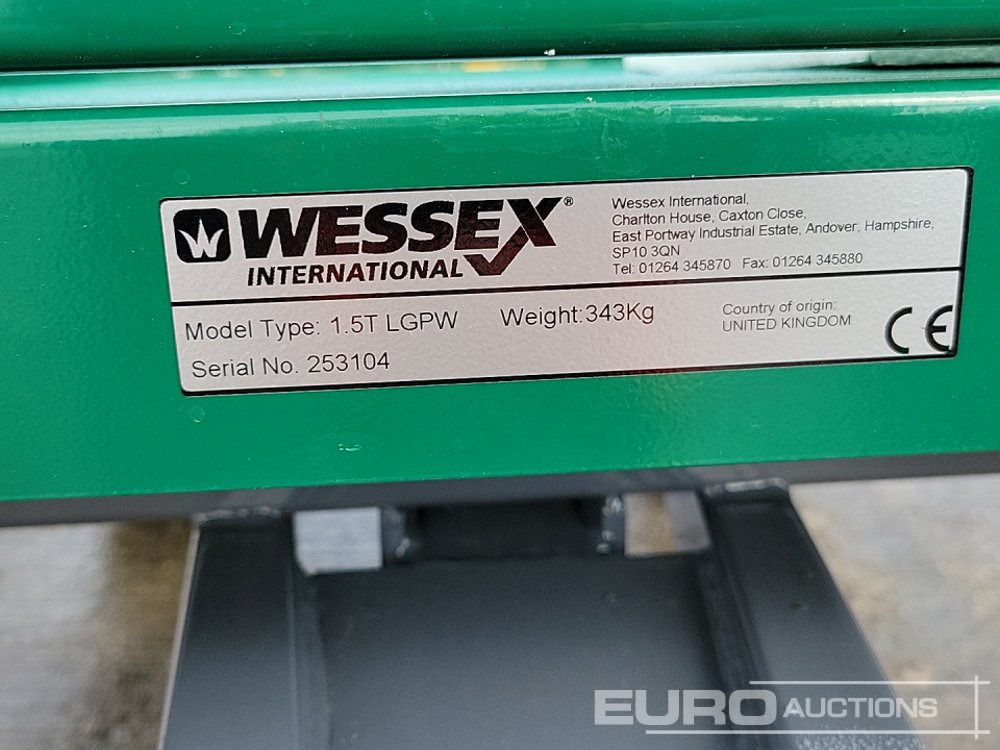 WESSEX®
INTERNATIONAL
Wessex International,
Charlton House, Caxton Close,
East Portway Industrial Estate, Andover, Hampshire,
SP10 3QN
Tel: 01264 345870 Fax: 01264 345880
Model Type: 1.5T LGPW Weight:343Kg
Serial No. 253104
Country of origin:
UNITED KINGDOM
CE
EURO AUCTIONS